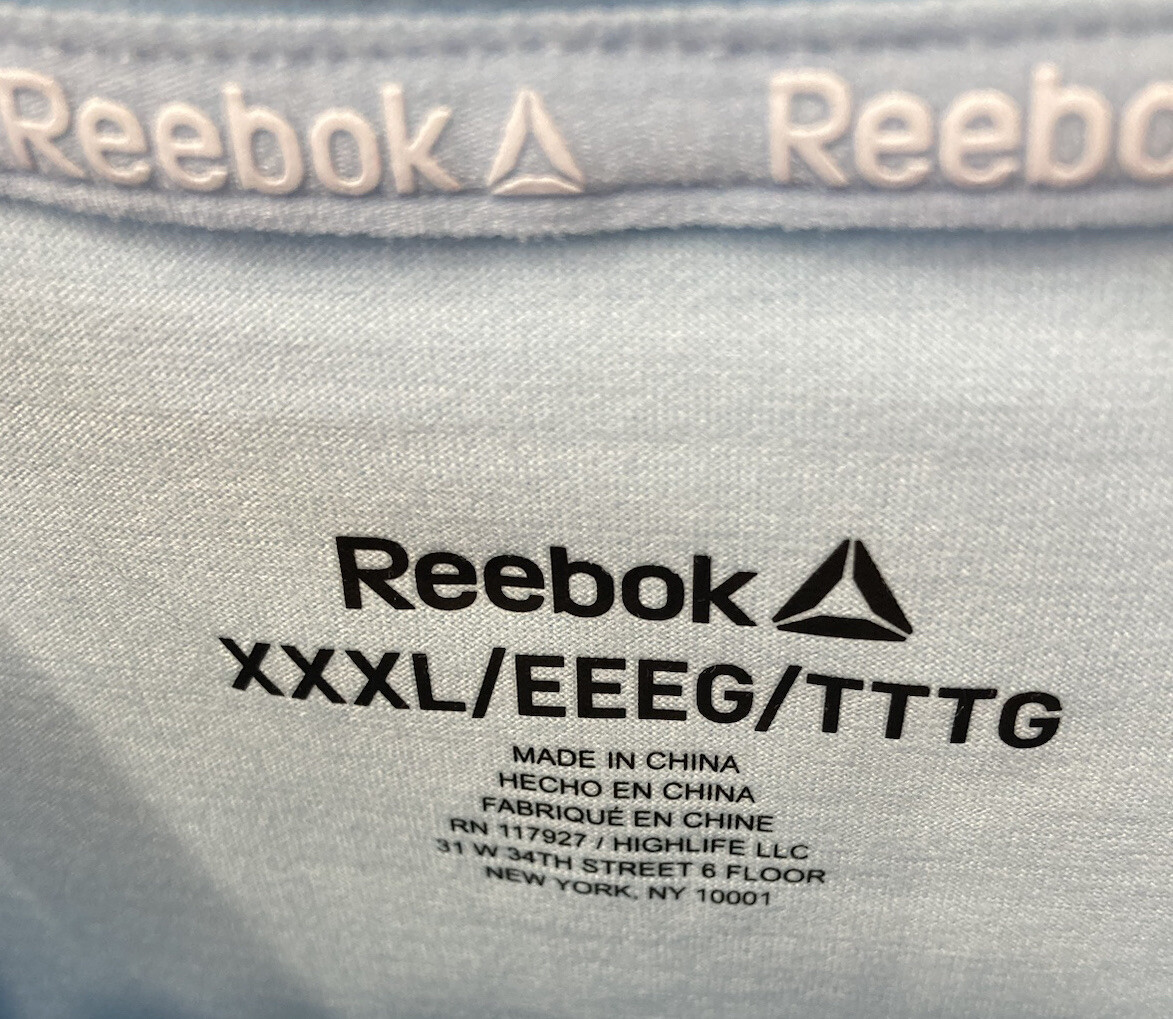 Reebok Reebo
Reebok
XXXL/EEEG/TTTG
MADE IN CHINA
HECHO EN CHINA
FABRIQUÉ EN CHINE
RN 117927 / HIGHLIFE LLC
31 W 34TH STREET 6 FLOOR
NEW YORK, NY 10001